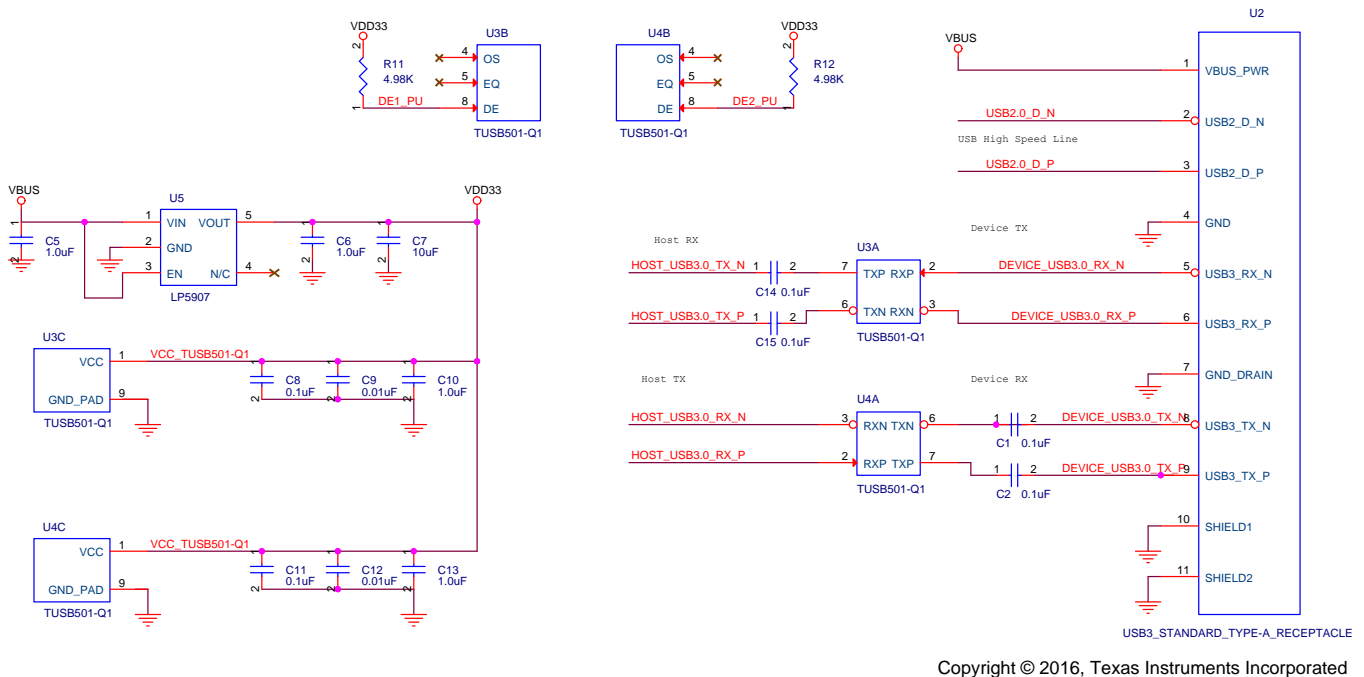 VDD33
2
R11
4.98K
1
DE1_PU
U3B
4
OS
5
EQ
8
DE
TUSB501-Q1
U4B
OS
4
EQ
5
DE
8
TUSB501-Q1
VDD33
2
R12
4.98K
1
DE2_PU
U2
VBUS
1
VBUS_PWR
USB2.0_D_N
2
USB2_D_N
USB High Speed Line
USB2.0_D_P
3
USB2_D_P
4
GND
VBUS
1
C5
1.0uF
2
U5
1
VIN
VOUT
5
2
GND
3
EN
N/C
4
LP5907
1
C6
1.0uF
2
1
C7
10uF
2
VDD33
Host RX
Device TX
U3A
HOST_USB3.0_TX_N
1
2
C14
0.1uF
7
TXP
RXP
2
DEVICE_USB3.0_RX_N
5
USB3_RX_N
HOST_USB3.0_TX_P
1
2
C15
0.1uF
6
TXN
RXN
3
DEVICE_USB3.0_RX_P
6
USB3_RX_P
TUSB501-Q1
7
GND_DRAIN
U3C
VCC
1
VCC_TUSB501-Q1
GND_PAD
9
TUSB501-Q1
1
C8
0.1uF
2
1
C9
0.01uF
2
1
C10
1.0uF
2
Host TX
Device RX
U4A
HOST_USB3.0_RX_N
3
RXN
TXN
6
1
2
C1
0.1uF
DEVICE_USB3.0_TX_N
8
USB3_TX_N
HOST_USB3.0_RX_P
2
RXP
TXP
7
1
2
C2
0.1uF
DEVICE_USB3.0_TX_P
9
USB3_TX_P
TUSB501-Q1
U4C
VCC
1
VCC_TUSB501-Q1
GND_PAD
9
TUSB501-Q1
1
C11
0.1uF
2
1
C12
0.01uF
2
1
C13
1.0uF
2
10
SHIELD1
11
SHIELD2
USB3_STANDARD_TYPE-A_RECEPTACLE
Copyright © 2016, Texas Instruments Incorporated